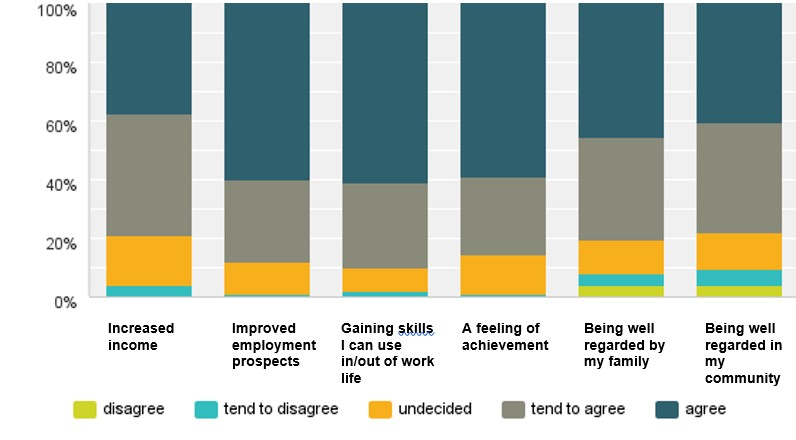 100%
80%
60%
40%
20%
0%
Increased
income
Improved
employment
prospects
Gaining skills
I can use
in/out of work
life
A feeling of
achievement
Being well
regarded by
my family
Being well
regarded in
my
community
disagree tend to disagree undecided tend to agree agree